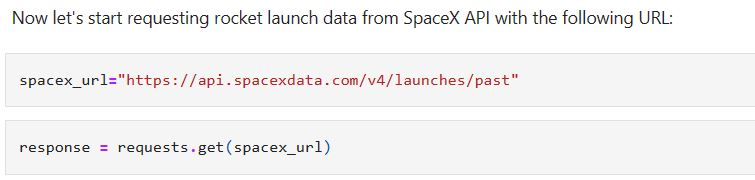 Now let's start requesting rocket launch data from SpaceX API with the following URL:
spacex_url="https://api.spacexdata.com/v4/launches/past"
response = requests.get(spacex_url)